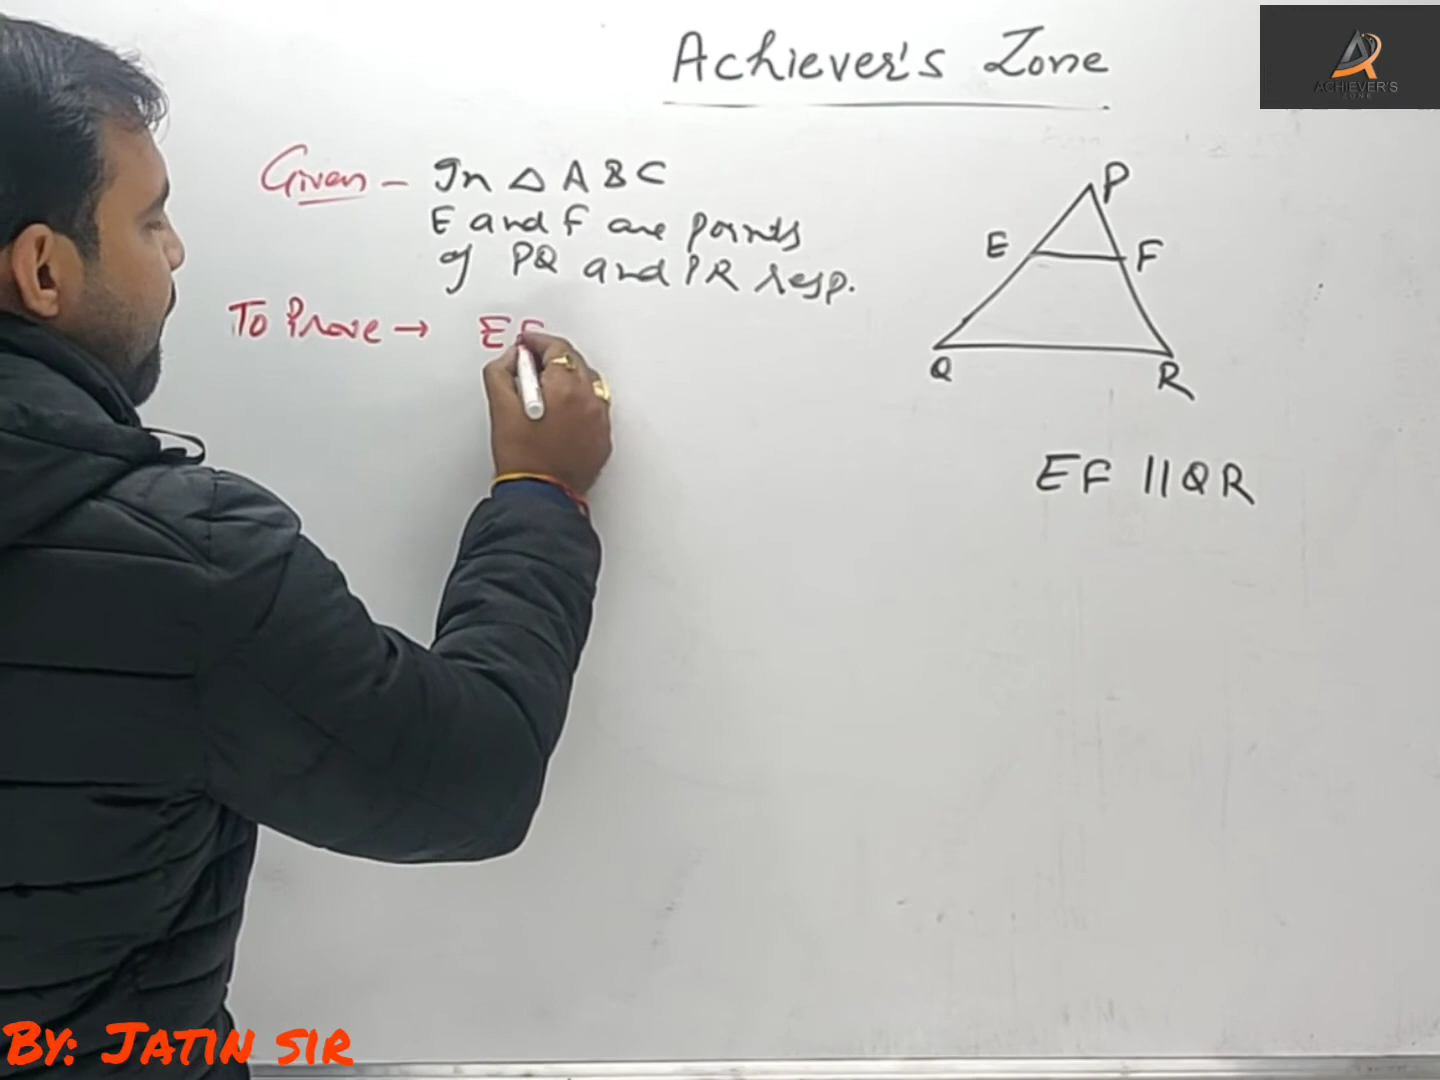 Achiever's Zone
ACHIEVER'S
ZONE
Given - In △ ABC
E and F are points
of PQ and PR resp.
To Prove → EF
P
E
F
Q
R
EF || QR
By: Jatin sir